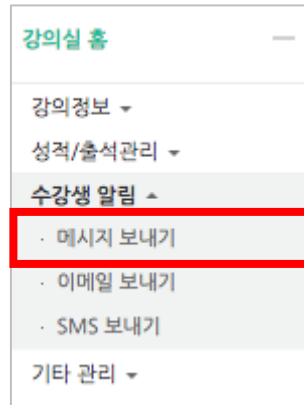 강의실 홈
강의정보
성적/출석관리
수강생 알림
· 메시지 보내기
· 이메일 보내기
· SMS 보내기
기타 관리